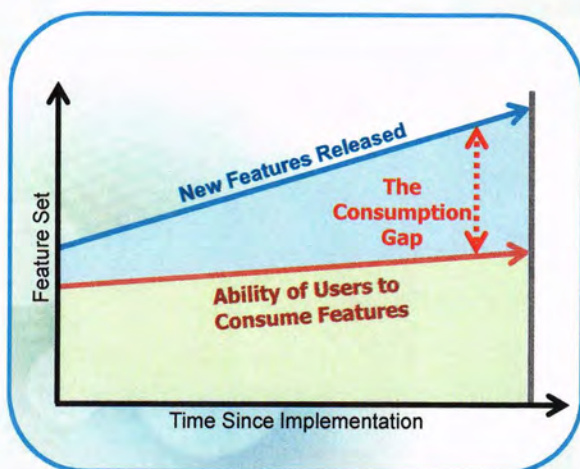 Feature Set
New Features Released
The
Consumption
Gap
Ability of Users to
Consume Features
Time Since Implementation